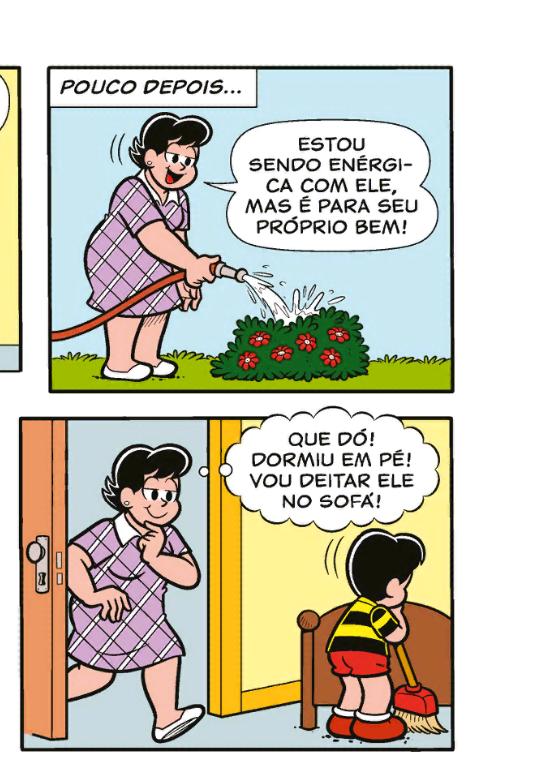 POUCO DEPOIS...
ESTOU
SENDO ENÉRGI-
CA COM ELE,
MAS É PARA SEU
PRÓPRIO BEM!
QUE DÓ!
DORMIU EM PÉ!
VOU DEITAR ELE
NO SOFÁ!